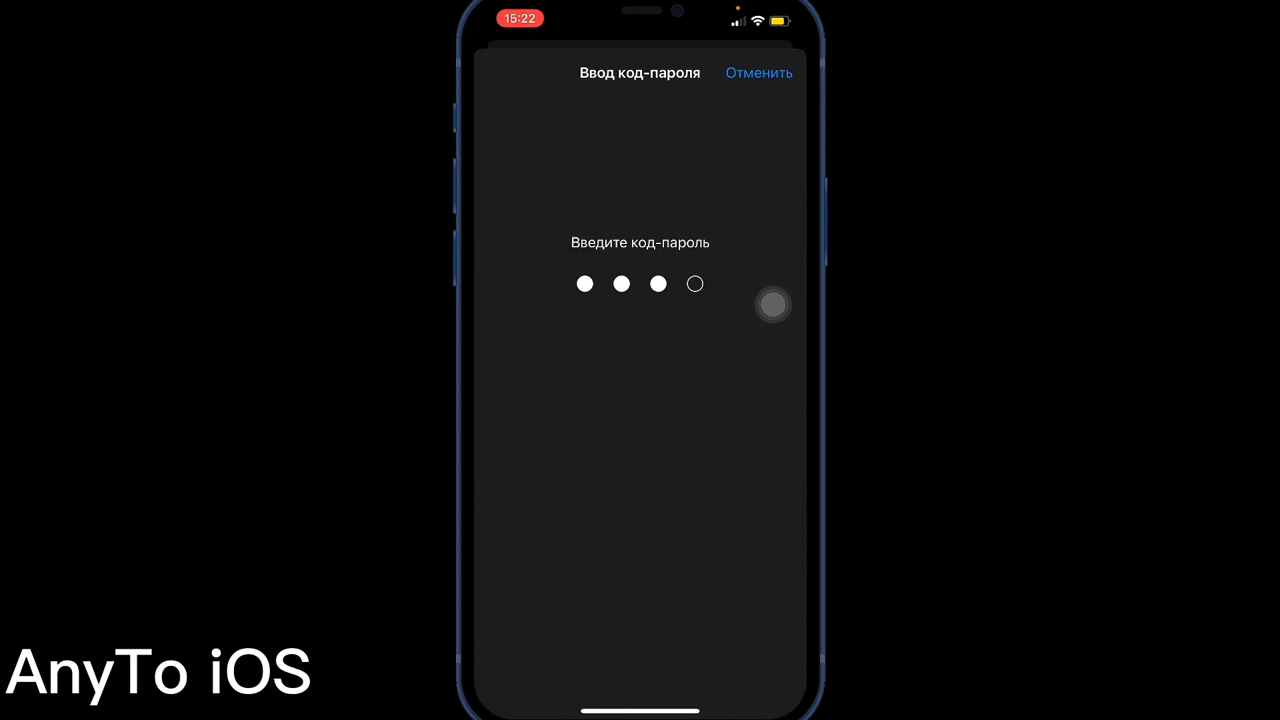 15:22
Ввод код-пароля
Отменить
Введите код-пароль
AnyTo iOS